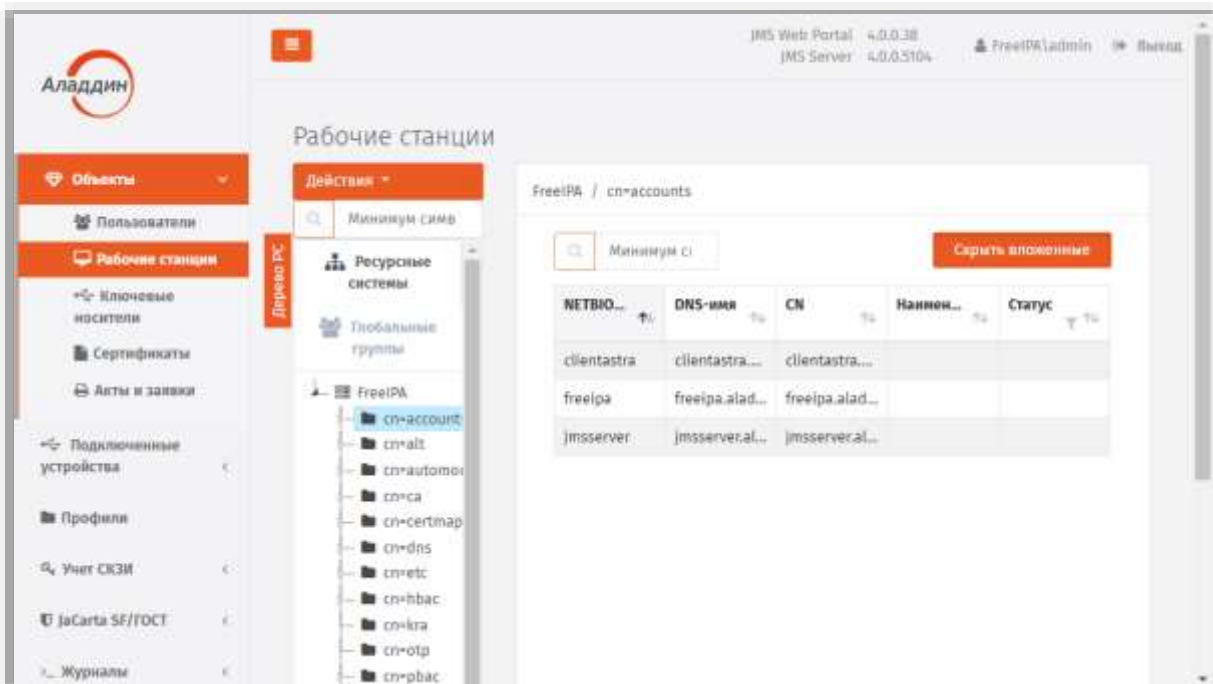 JMS Web Portal 4.0.0.38
JMS Server 4.0.0.5104
FreeIPA\admin
Выход
Аладдин
Объекты
Пользователи
Рабочие станции
Ключевые
носители
Сертификаты
Акты и заявки
Подключенные
устройства
Профили
Учет СКЗИ
JaCarta SF/ГОСТ
Журналы
Рабочие станции
Действия
Минимум симв
Дерево РС
Ресурсные
системы
Глобальные
группы
FreeIPA
cn=account
cn=alt
cn=automo
cn=ca
cn=certmap
cn=dns
cn=etc
cn=hbac
cn=kra
cn=otp
cn=pbac
FreeIPA / cn=accounts
Минимум си
Скрыть вложенные
NETBIO... DNS-имя CN Наимен... Статус
clientastra clientastra.... clientastra....
freeipa freeipa.alad... freeipa.alad...
jmsserver jmsserver.al... jmsserver.al...